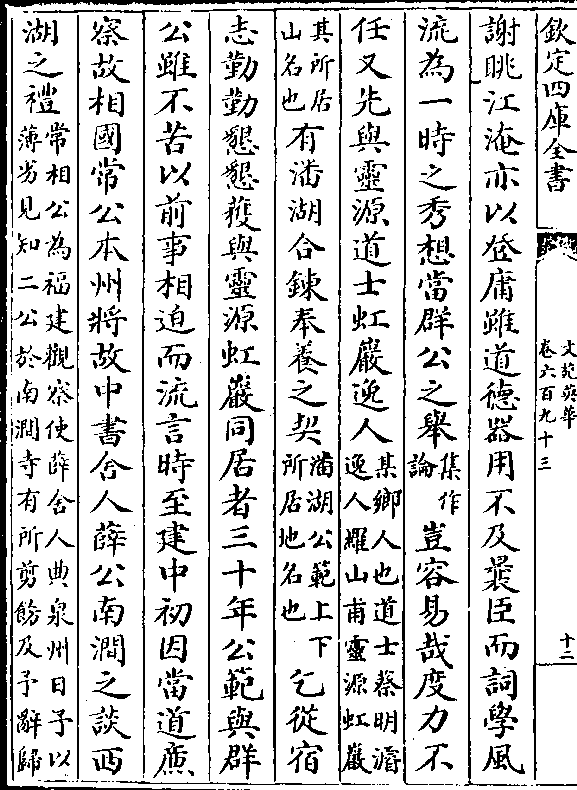 欽定四庫全書
文苑英華
卷六百九十三
十二
謝眺江淹亦以登庸雖道德器用不及曩臣而詞學風
流為一時之秀想當群公之舉集作論豈容易哉度力不
任又先與靈源道士虹巖逸人某鄉人也道士蔡明濬逸人羅山甫靈源虹巖
其所居山名也有潘湖合鍊奉養之契潘湖公範上下所居地名也乞從宿
志勤勤懇懇獲與靈源虹巖同居者三十年公範與群
公雖不苦以前事相迫而流言時至建中初因當道廉
察故相國常公本州將故中書舍人薛公南澗之談西
湖之禮常相公為福建觀察使薛舍人典泉州日予以薄劣見知二公於南澗寺有所剪餝及予辭歸